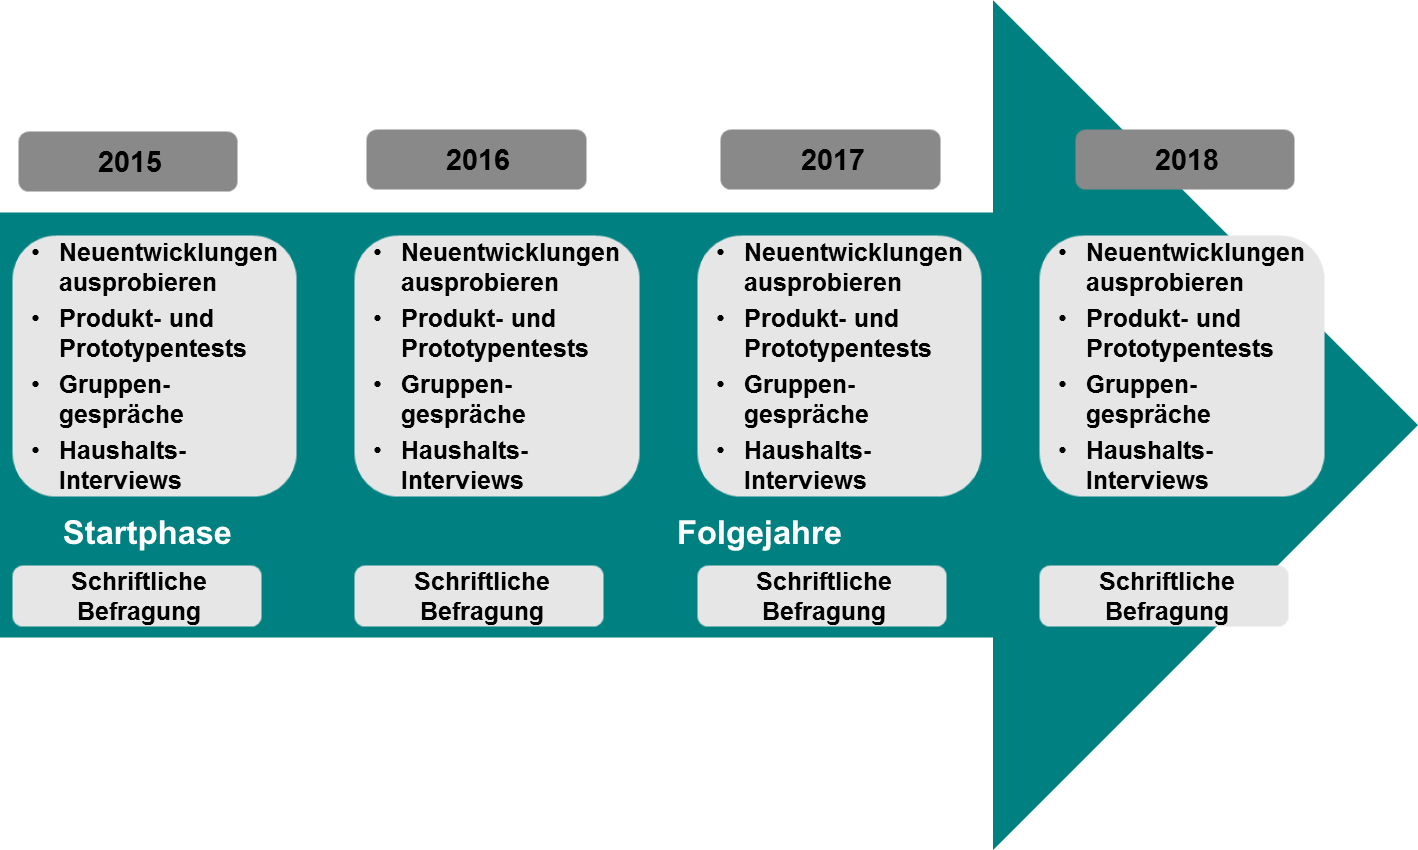 2015
2016
2017
2018
• Neuentwicklungen
ausprobieren
• Produkt- und
Prototypentests
• Gruppen-
gespräche
• Haushalts-
Interviews
• Neuentwicklungen
ausprobieren
• Produkt- und
Prototypentests
• Gruppen-
gespräche
• Haushalts-
Interviews
• Neuentwicklungen
ausprobieren
• Produkt- und
Prototypentests
• Gruppen-
gespräche
• Haushalts-
Interviews
• Neuentwicklungen
ausprobieren
• Produkt- und
Prototypentests
• Gruppen-
gespräche
• Haushalts-
Interviews
Startphase
Folgejahre
Schriftliche
Befragung
Schriftliche
Befragung
Schriftliche
Befragung
Schriftliche
Befragung